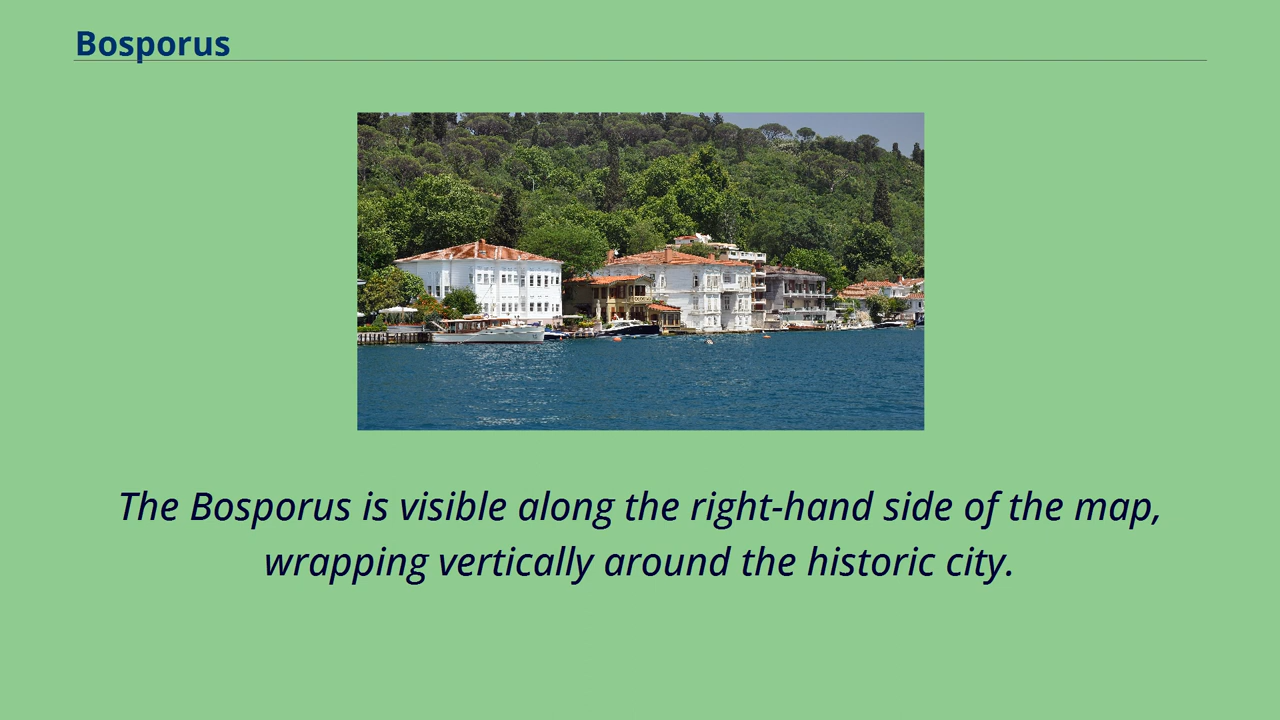 Bosporus
The Bosporus is visible along the right-hand side of the map,
wrapping vertically around the historic city.